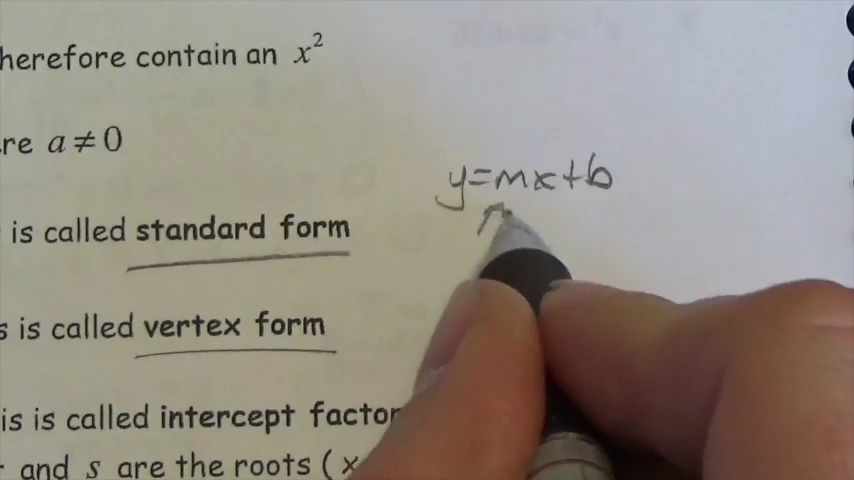 herefore contain an x²
re a ≠ 0
y=mx+b
is called standard form
s is called vertex form
is is called intercept factor
and s are the roots ( x